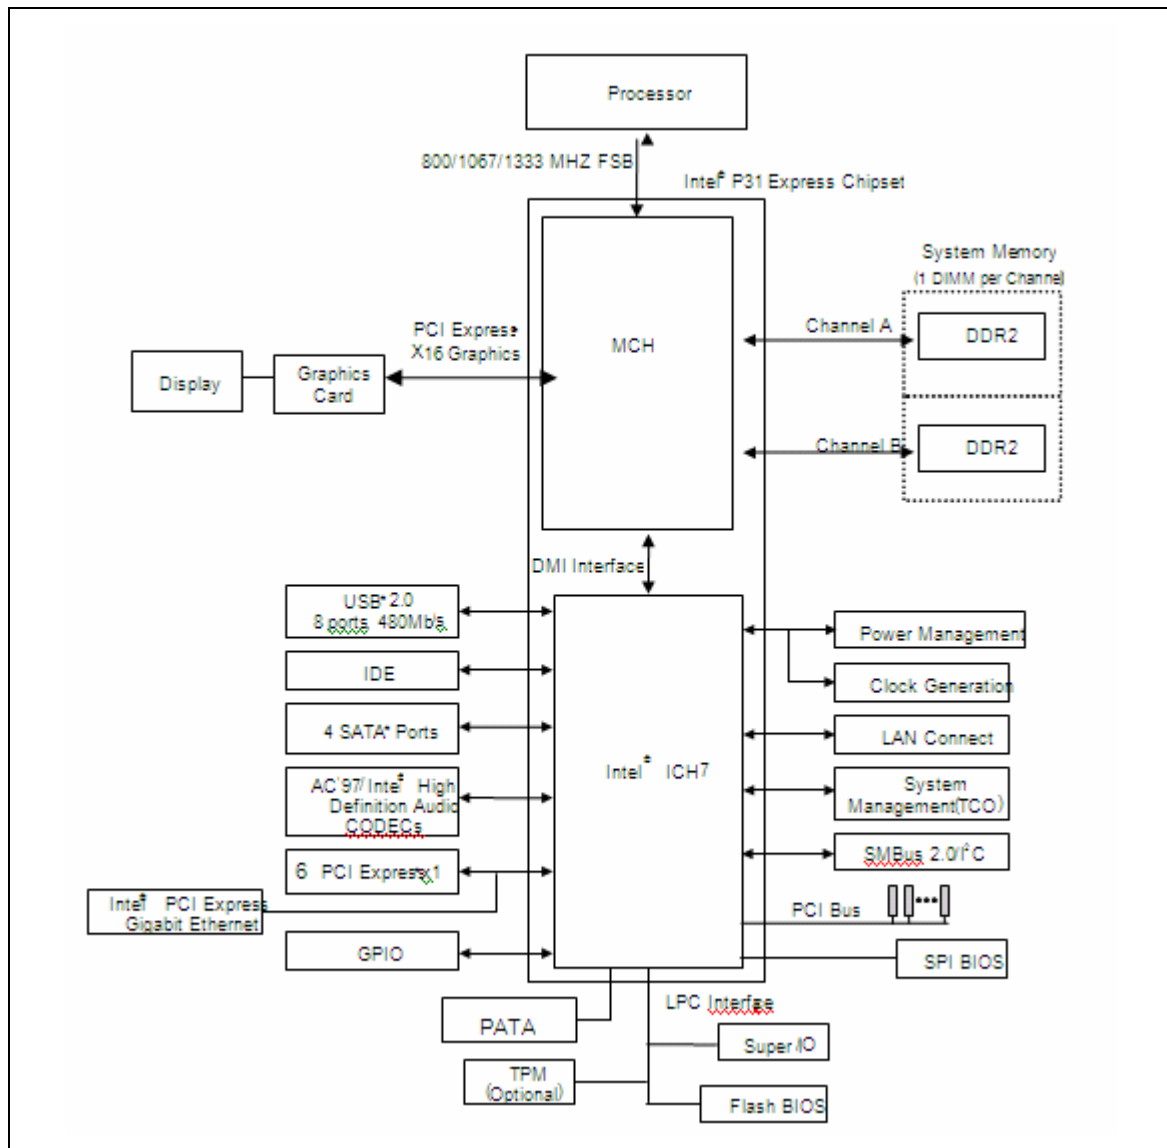 Processor
800/1067/1333 MHZ FSB
Intel® P31 Express Chipset
System Memory
(1 DIMM per Channel)
MCH
Channel A
DDR2
PCI Express*
X16 Graphics
Display
Graphics
Card
Channel B
DDR2
DMI Interface
USB* 2.0
8 ports, 480Mb/s
Power Management
IDE
Clock Generation
4 SATA* Ports
LAN Connect
Intel® ICH7
AC'97/Intel® High
Definition Audio
CODECs
System
Management(TCO)
6 PCI Express*x1
SMBus 2.0/I²C
Intel® PCI Express
Gigabit Ethernet
PCI Bus
GPIO
SPI BIOS
LPC Interfae
PATA
Super I/O
TPM
(Optional)
Flash BIOS